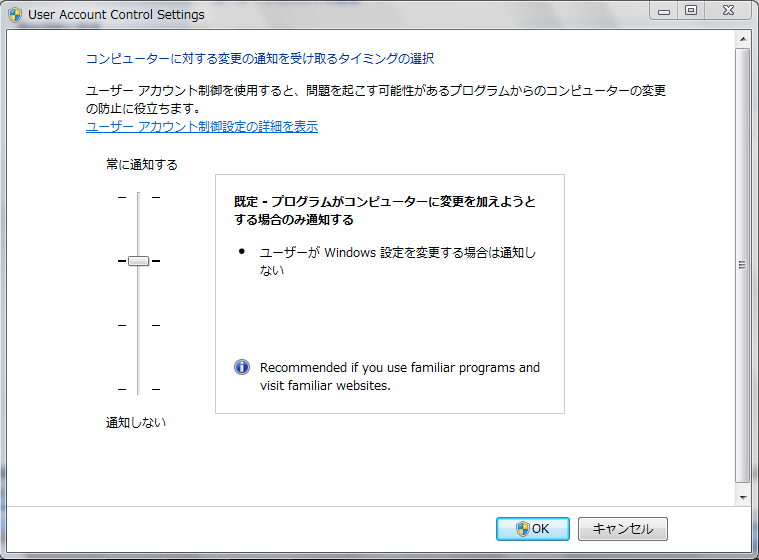 User Account Control Settings
コンピューターに対する変更の通知を受け取るタイミングの選択
ユーザー アカウント制御を使用すると、問題を起こす可能性があるプログラムからのコンピューターの変更
の防止に役立ちます。
ユーザー アカウント制御設定の詳細を表示
常に通知する
既定 - プログラムがコンピューターに変更を加えようと
する場合のみ通知する
• ユーザーが Windows 設定を変更する場合は通知し
ない
Recommended if you use familiar programs and
visit familiar websites.
通知しない
OK
キャンセル